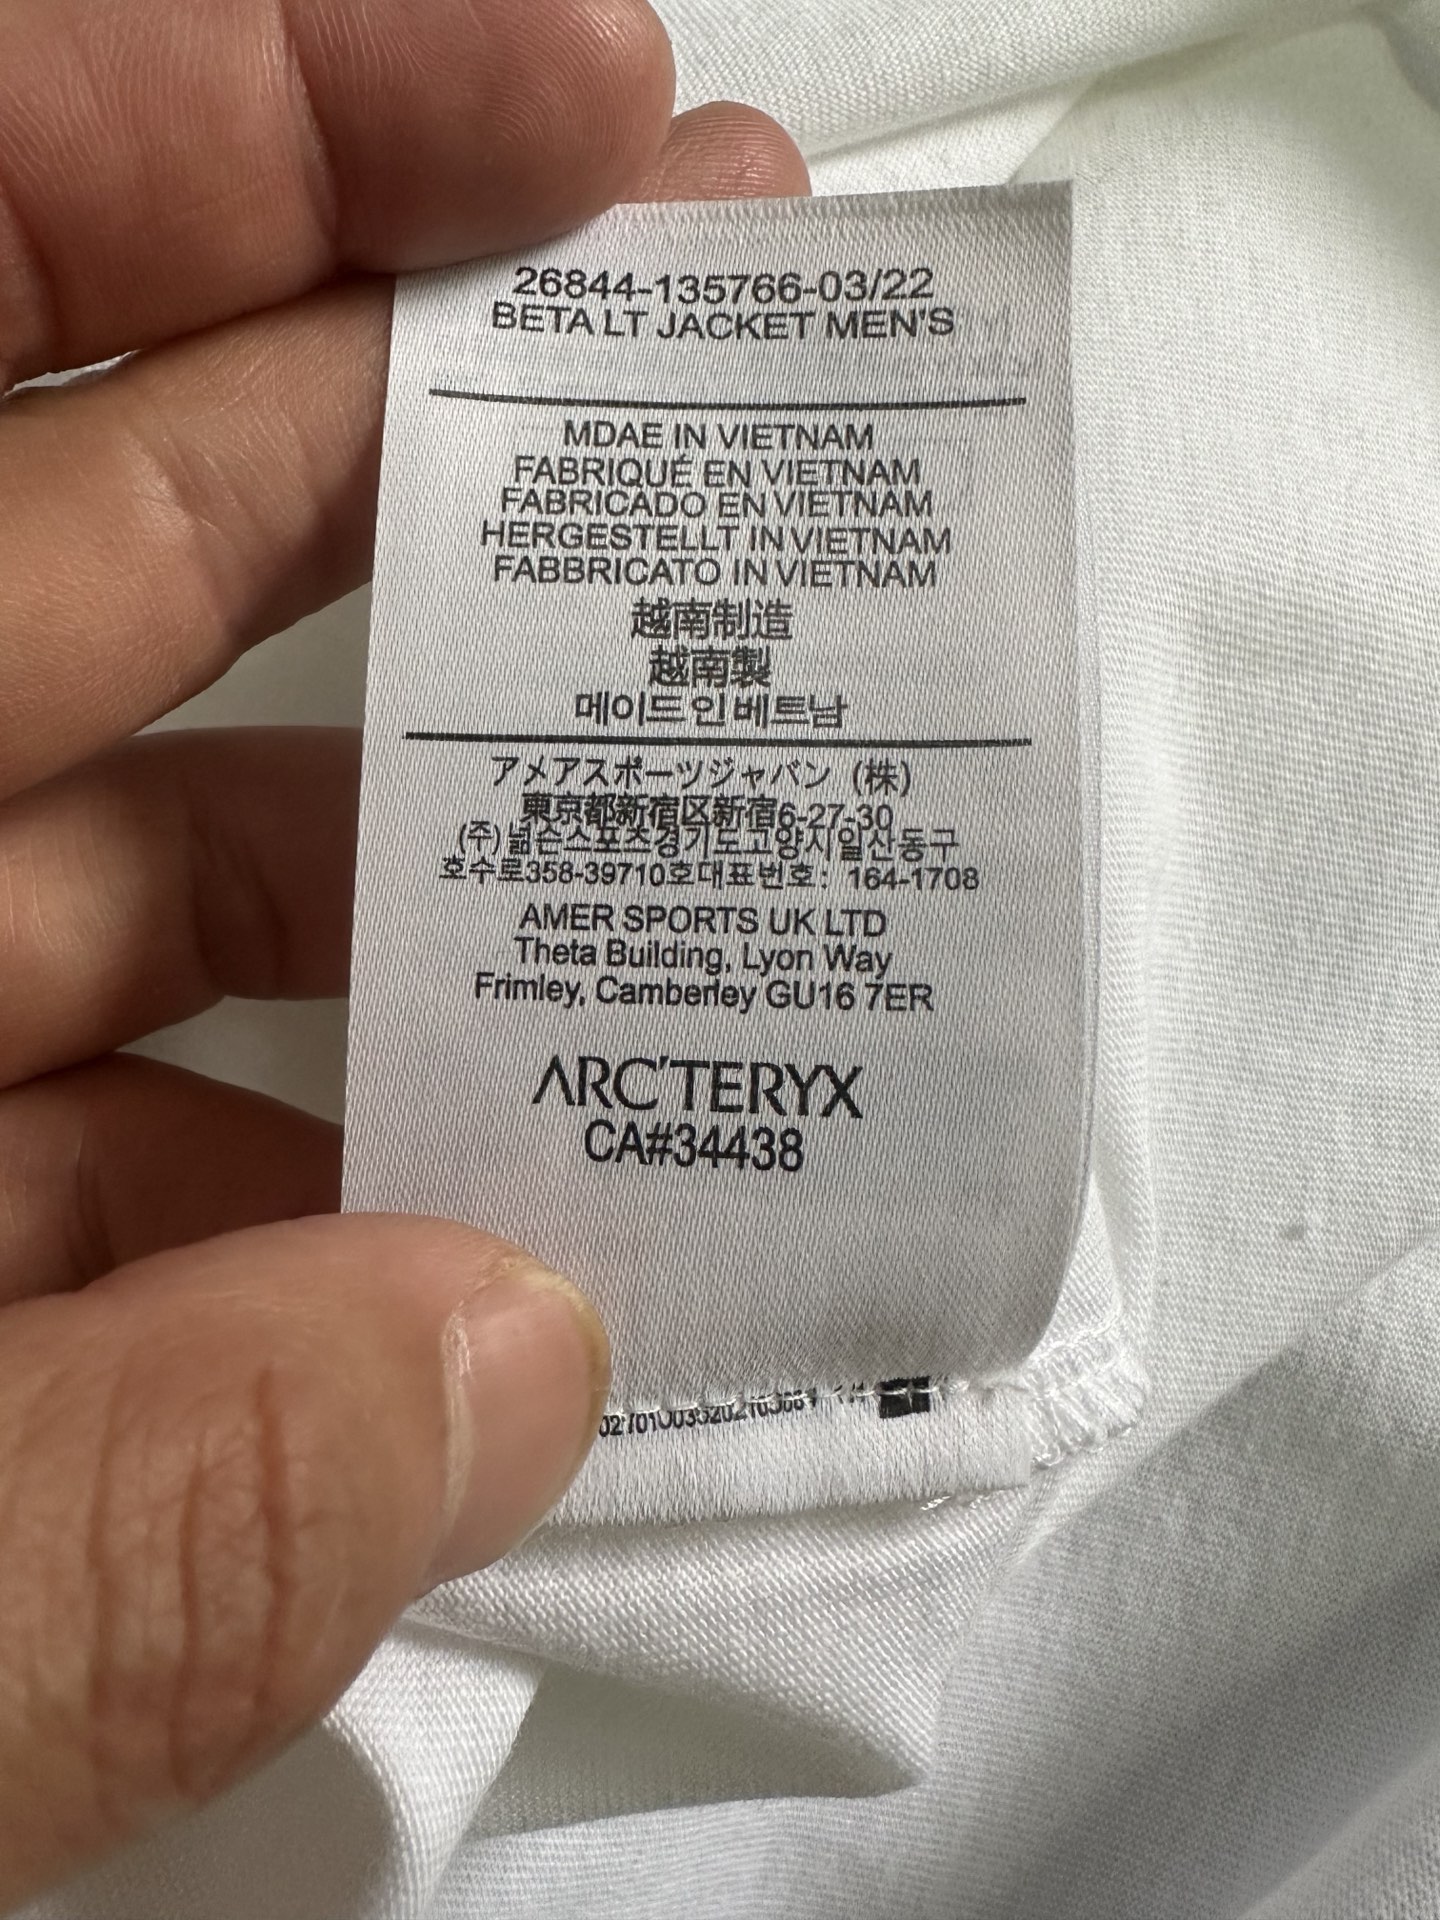 26844-135766-03/22
BETA LT JACKET MEN'S
MDAE IN VIETNAM
FABRIQUÉ EN VIETNAM
FABRICADO EN VIETNAM
HERGESTELLT IN VIETNAM
FABBRICATO IN VIETNAM
越南制造
越南製
메이드인베트남
アメアスポーツジャバン (株)
東京都新宿区新宿6-27-30
(주)넓슨스포츠경기도고양시일산동구
호수로358-39710호대표번호: 164-1708
AMER SPORTS UK LTD
Theta Building, Lyon Way
Frimley, Camberley GU16 7ER
ARC'TERYX
CA#34438